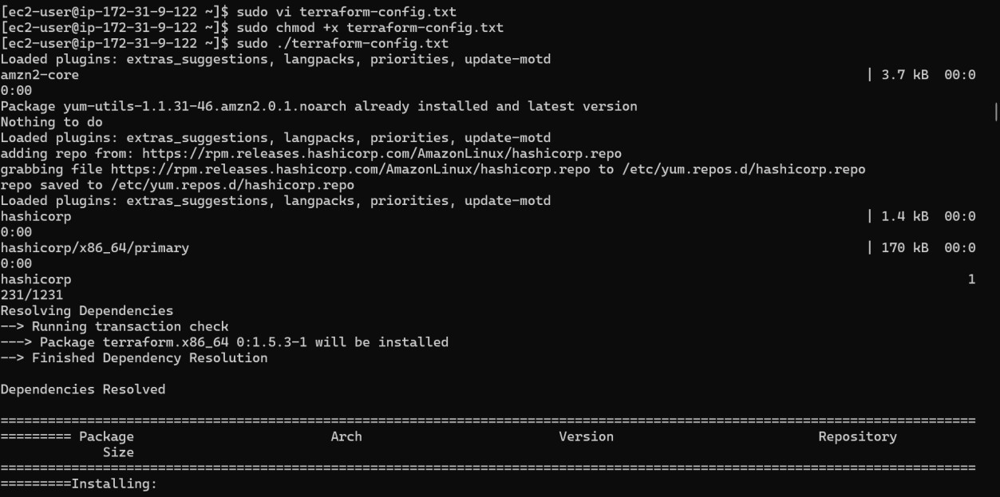 [ec2-user@ip-172-31-9-122 ~]$ sudo vi terraform-config.txt
[ec2-user@ip-172-31-9-122 ~]$ sudo chmod +x terraform-config.txt
[ec2-user@ip-172-31-9-122 ~]$ sudo ./terraform-config.txt
Loaded plugins: extras_suggestions, langpacks, priorities, update-motd
amzn2-core | 3.7 kB 00:0
0:00
Package yum-utils-1.1.31-46.amzn2.0.1.noarch already installed and latest version
Nothing to do
Loaded plugins: extras_suggestions, langpacks, priorities, update-motd
adding repo from: https://rpm.releases.hashicorp.com/AmazonLinux/hashicorp.repo
grabbing file https://rpm.releases.hashicorp.com/AmazonLinux/hashicorp.repo to /etc/yum.repos.d/hashicorp.repo
repo saved to /etc/yum.repos.d/hashicorp.repo
Loaded plugins: extras_suggestions, langpacks, priorities, update-motd
hashicorp | 1.4 kB 00:0
0:00
hashicorp/x86_64/primary | 170 kB 00:0
0:00
hashicorp 1
231/1231
Resolving Dependencies
--> Running transaction check
---> Package terraform.x86_64 0:1.5.3-1 will be installed
--> Finished Dependency Resolution

Dependencies Resolved

============================================================================================================================
========= Package Arch Version Repository
Size
============================================================================================================================
=========Installing: